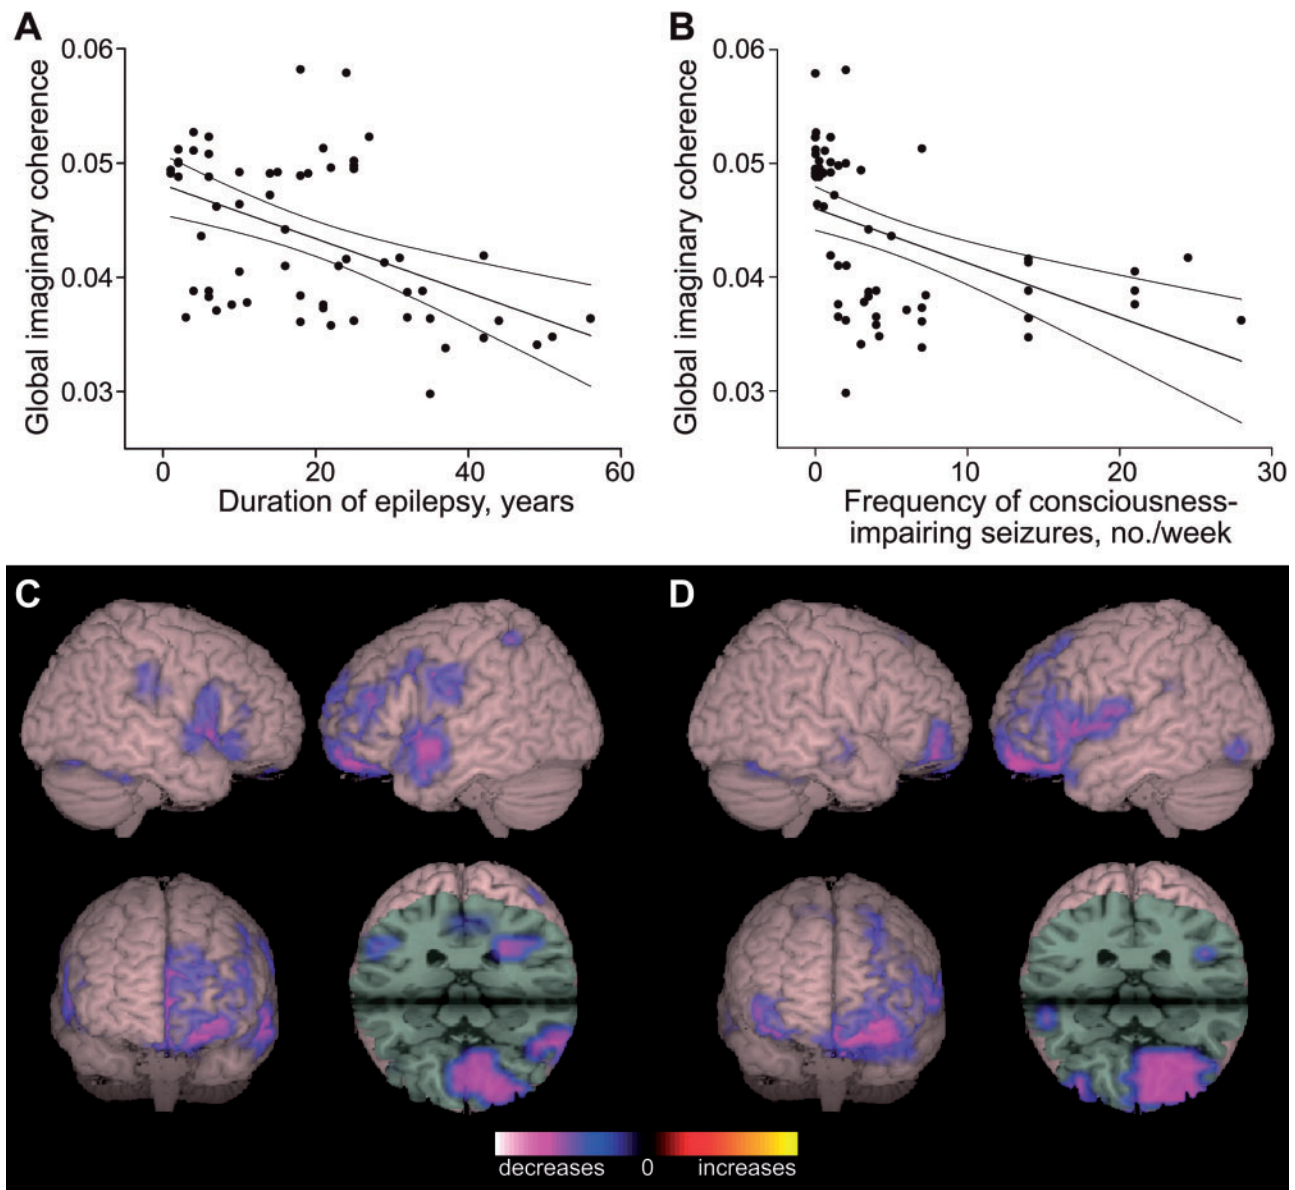 A
0.06
0.05
0.04
0.03
Global imaginary coherence
0
20
40
60
Duration of epilepsy, years
B
0.06
0.05
0.04
0.03
Global imaginary coherence
0
10
20
30
Frequency of consciousness-
impairing seizures, no./week
C
D
decreases 0 increases